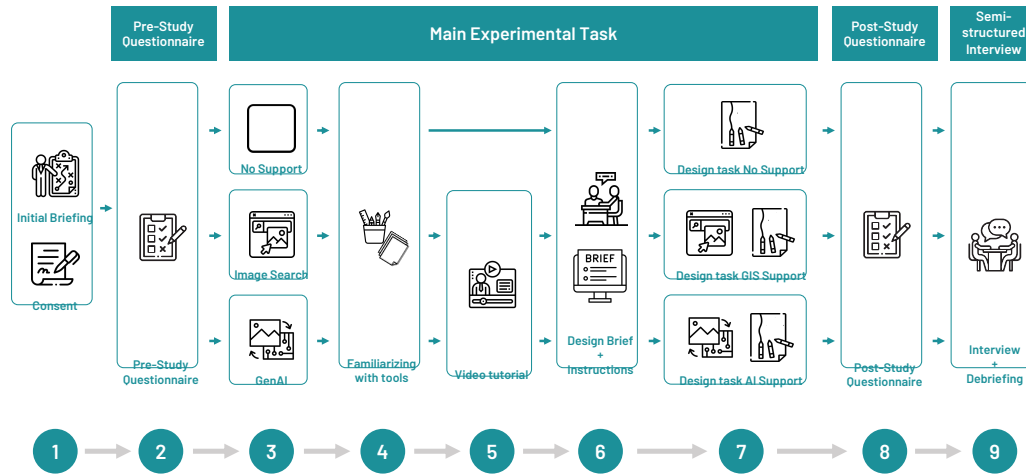 Pre-Study
Questionnaire
Main Experimental Task
Post-Study
Questionnaire
Semi-
structured
Interview
Initial Briefing
Consent
Pre-Study
Questionnaire
No Support
Image Search
GenAI
Familiarizing
with tools
Video tutorial
BRIEF
Design Brief
+
Instructions
Design task No Support
Design task GIS Support
Design task AI Support
Post-Study
Questionnaire
Interview
+
Debriefing
1
2
3
4
5
6
7
8
9